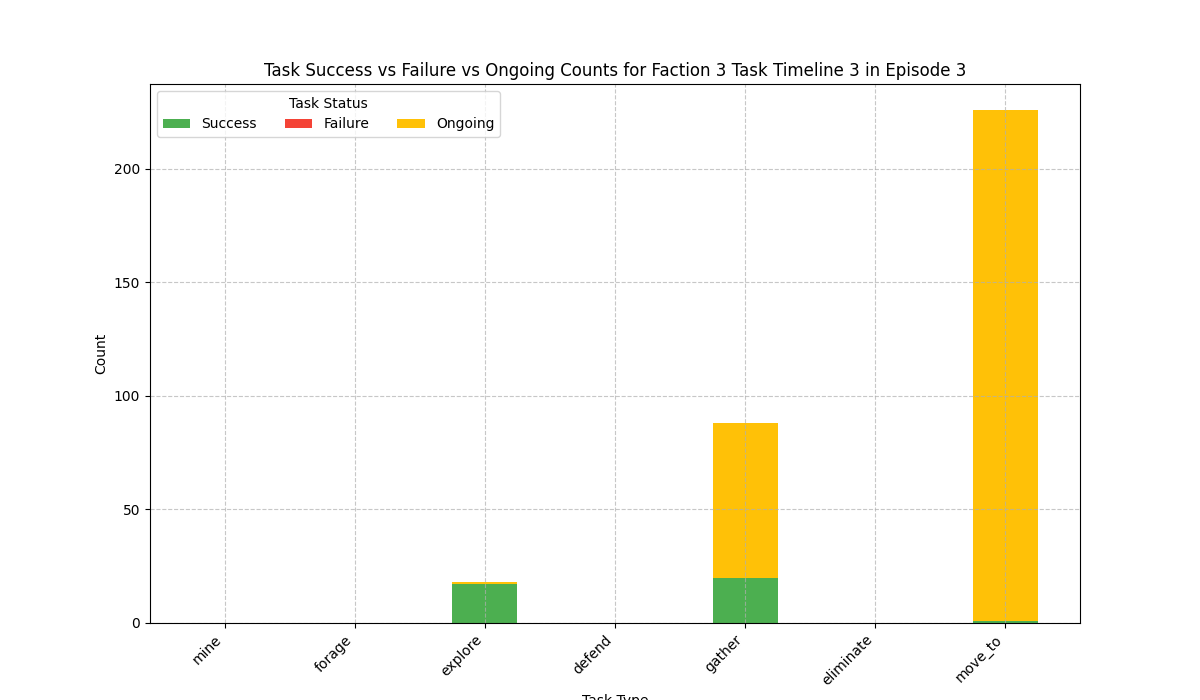 Task Success vs Failure vs Ongoing Counts for Faction 3 Task Timeline 3 in Episode 3
Task Status
Success Failure Ongoing
Count
200
150
100
50
0
mine forage explore defend gather eliminate move_to
Task Type